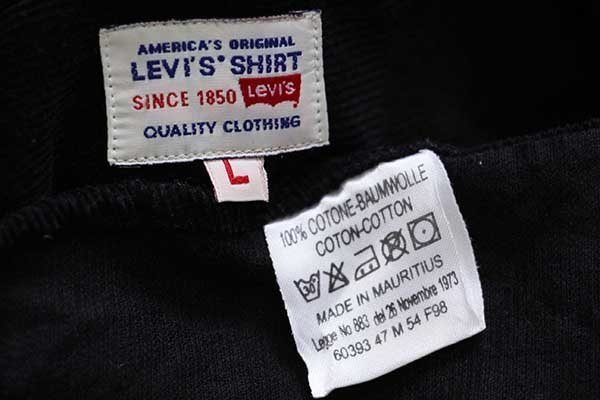 AMERICA'S ORIGINAL
LEVI'S® SHIRT
SINCE 1850 Levi's
QUALITY CLOTHING
L
100% COTONE-BAUMWOLLE
COTON-COTTON
30
MADE IN MAURITIUS
Legge No 883 del 26 Novembre 1973
60393 47 M 54 F98